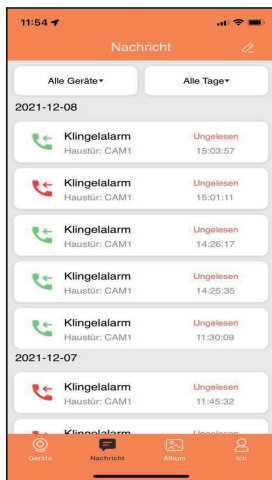 11:54
Nachricht
Alle Geräte
Alle Tage
2021-12-08
Klingelalarm Ungelesen
Haustür: CAM1 15:03:57
Klingelalarm Ungelesen
Haustür: CAM1 15:01:11
Klingelalarm Ungelesen
Haustür: CAM1 14:26:17
Klingelalarm Ungelesen
Haustür: CAM1 14:25:35
Klingelalarm Ungelesen
Haustür: CAM1 11:30:09
2021-12-07
Klingelalarm Ungelesen
Haustür: CAM1 11:45:32
Klingelalarm Ungelesen
Geräte Nachricht Album Ich